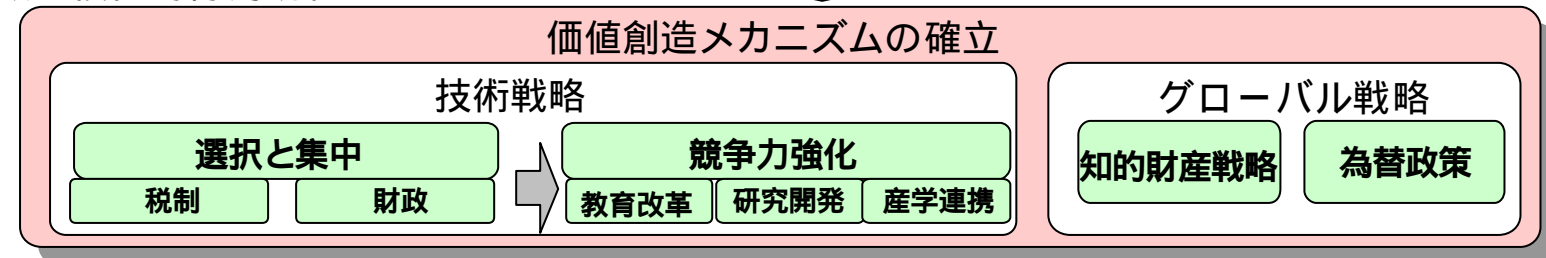 価値創造メカニズムの確立
技術戦略
選択と集中
税制
財政
競争力強化
教育改革
研究開発
産学連携
グローバル戦略
知的財産戦略
為替政策